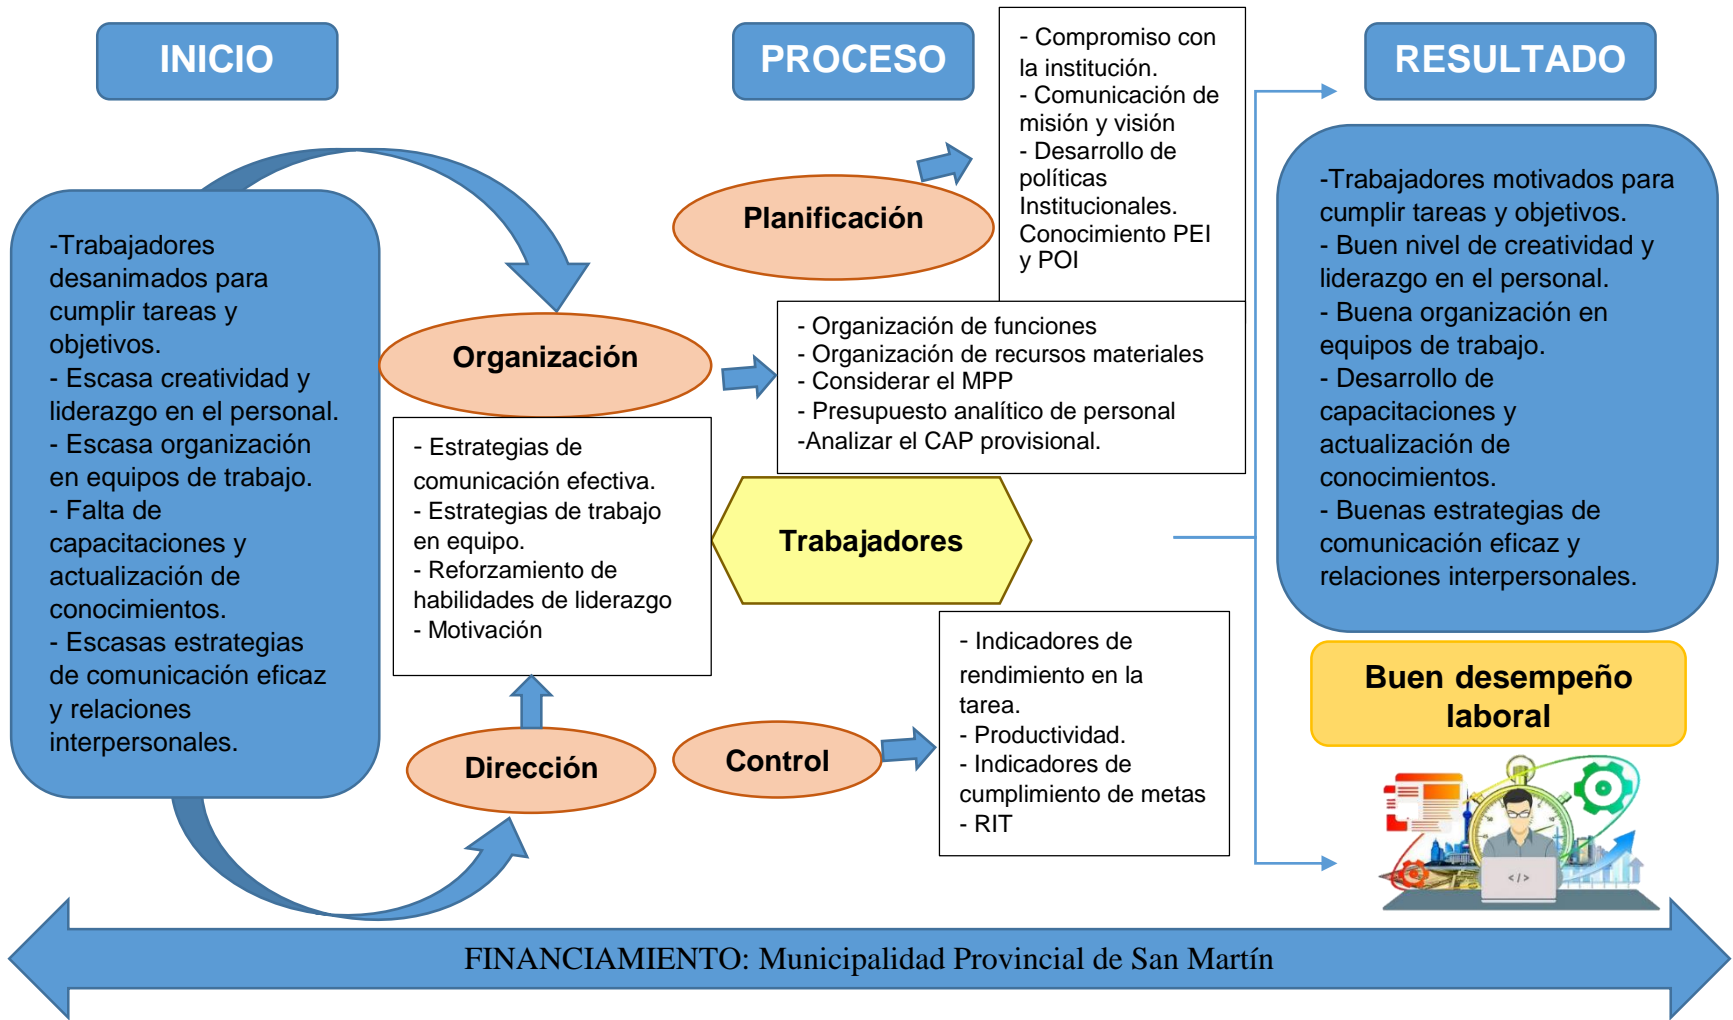 INICIO
PROCESO
RESULTADO
-Trabajadores
desanimados para
cumplir tareas y
objetivos.
- Escasa creatividad y
liderazgo en el personal.
- Escasa organización
en equipos de trabajo.
- Falta de
capacitaciones y
actualización de
conocimientos.
- Escasas estrategias
de comunicación eficaz
y relaciones
interpersonales.
Planificación
- Compromiso con
la institución.
- Comunicación de
misión y visión
- Desarrollo de
políticas
Institucionales.
Conocimiento PEI
y POI
Organización
- Organización de funciones
- Organización de recursos materiales
- Considerar el MPP
- Presupuesto analítico de personal
-Analizar el CAP provisional.
- Estrategias de
comunicación efectiva.
- Estrategias de trabajo
en equipo.
- Reforzamiento de
habilidades de liderazgo
- Motivación
Trabajadores
Dirección
Control
- Indicadores de
rendimiento en la
tarea.
- Productividad.
- Indicadores de
cumplimiento de metas
- RIT
-Trabajadores motivados para
cumplir tareas y objetivos.
- Buen nivel de creatividad y
liderazgo en el personal.
- Buena organización en
equipos de trabajo.
- Desarrollo de
capacitaciones y
actualización de
conocimientos.
- Buenas estrategias de
comunicación eficaz y
relaciones interpersonales.
Buen desempeño
laboral
</>
FINANCIAMIENTO: Municipalidad Provincial de San Martín